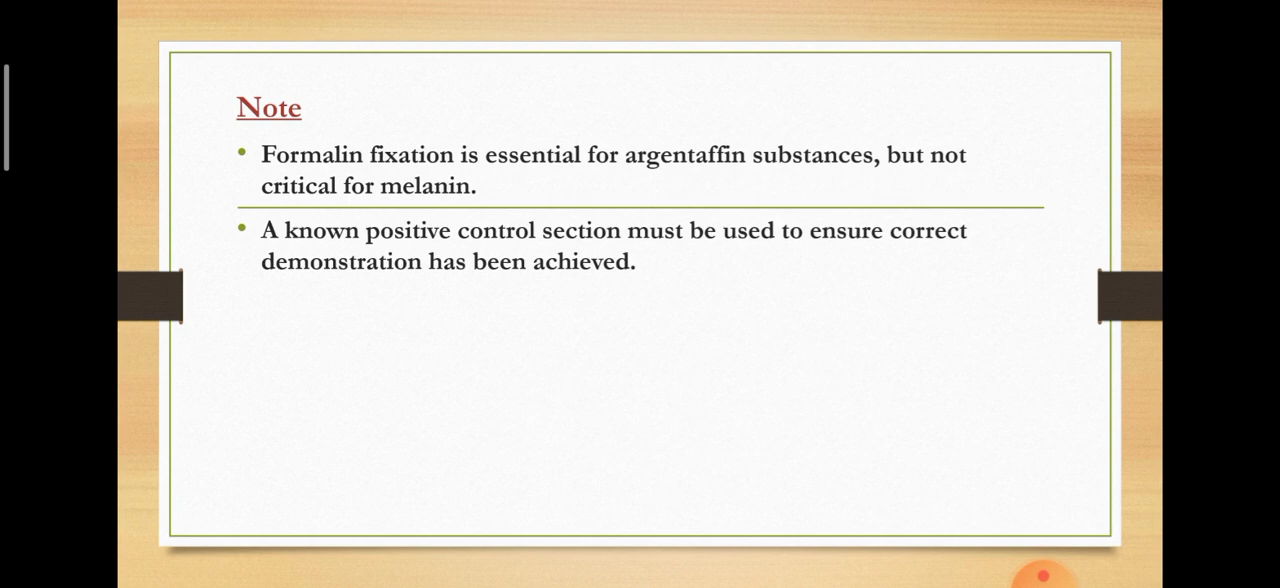 Note
• Formalin fixation is essential for argentaffin substances, but not
critical for melanin.
• A known positive control section must be used to ensure correct
demonstration has been achieved.